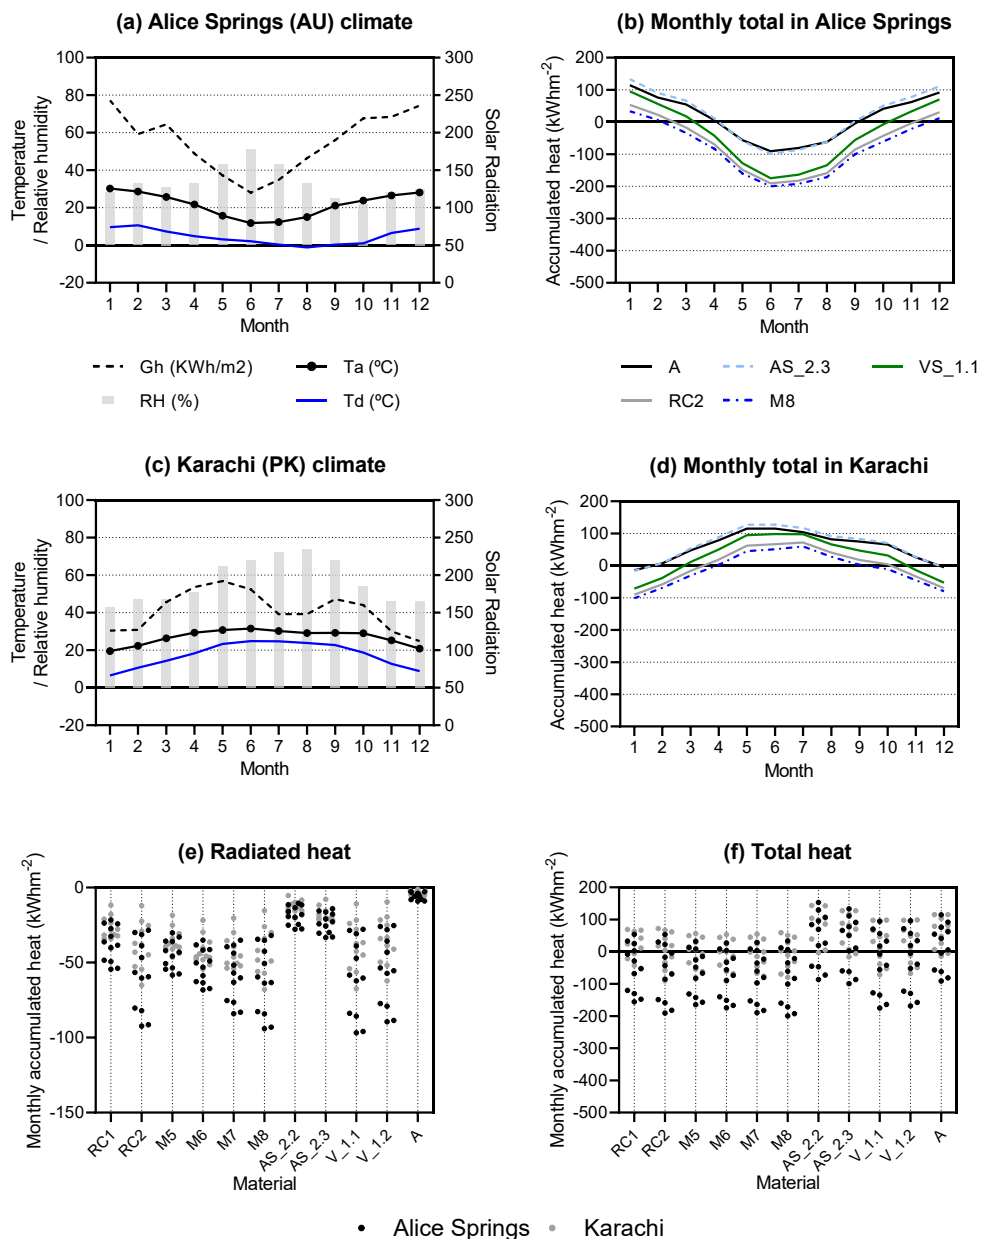 (a) Alice Springs (AU) climate
(b) Monthly total in Alice Springs
100
80
60
40
20
0
-20
Temperature
/ Relative humidity
300
250
200
150
100
50
0
Solar Radiation
1 2 3 4 5 6 7 8 9 10 11 12
Month
200
100
0
-100
-200
-300
-400
-500
Accumulated heat (kWhm-2)
1 2 3 4 5 6 7 8 9 10 11 12
Month
Gh (KWh/m2)
Ta (ºC)
RH (%)
Td (ºC)
A
AS_2.3
VS_1.1
RC2
M8
(c) Karachi (PK) climate
(d) Monthly total in Karachi
100
80
60
40
20
0
-20
Temperature
/ Relative humidity
300
250
200
150
100
50
0
Solar Radiation
1 2 3 4 5 6 7 8 9 10 11 12
Month
200
100
0
-100
-200
-300
-400
-500
Accumulated heat (kWhm-2)
1 2 3 4 5 6 7 8 9 10 11 12
Month
(e) Radiated heat
(f) Total heat
0
-50
-100
-150
Monthly accumulated heat (kWhm-2)
RC1 RC2 M5 M6 M7 M8 AS_2.2 AS_2.3 V_1.1 V_1.2 A
Material
200
100
0
-100
-200
-300
-400
-500
Monthly accumulated heat (kWhm-2)
RC1 RC2 M5 M6 M7 M8 AS_2.2 AS_2.3 V_1.1 V_1.2 A
Material
Alice Springs
Karachi